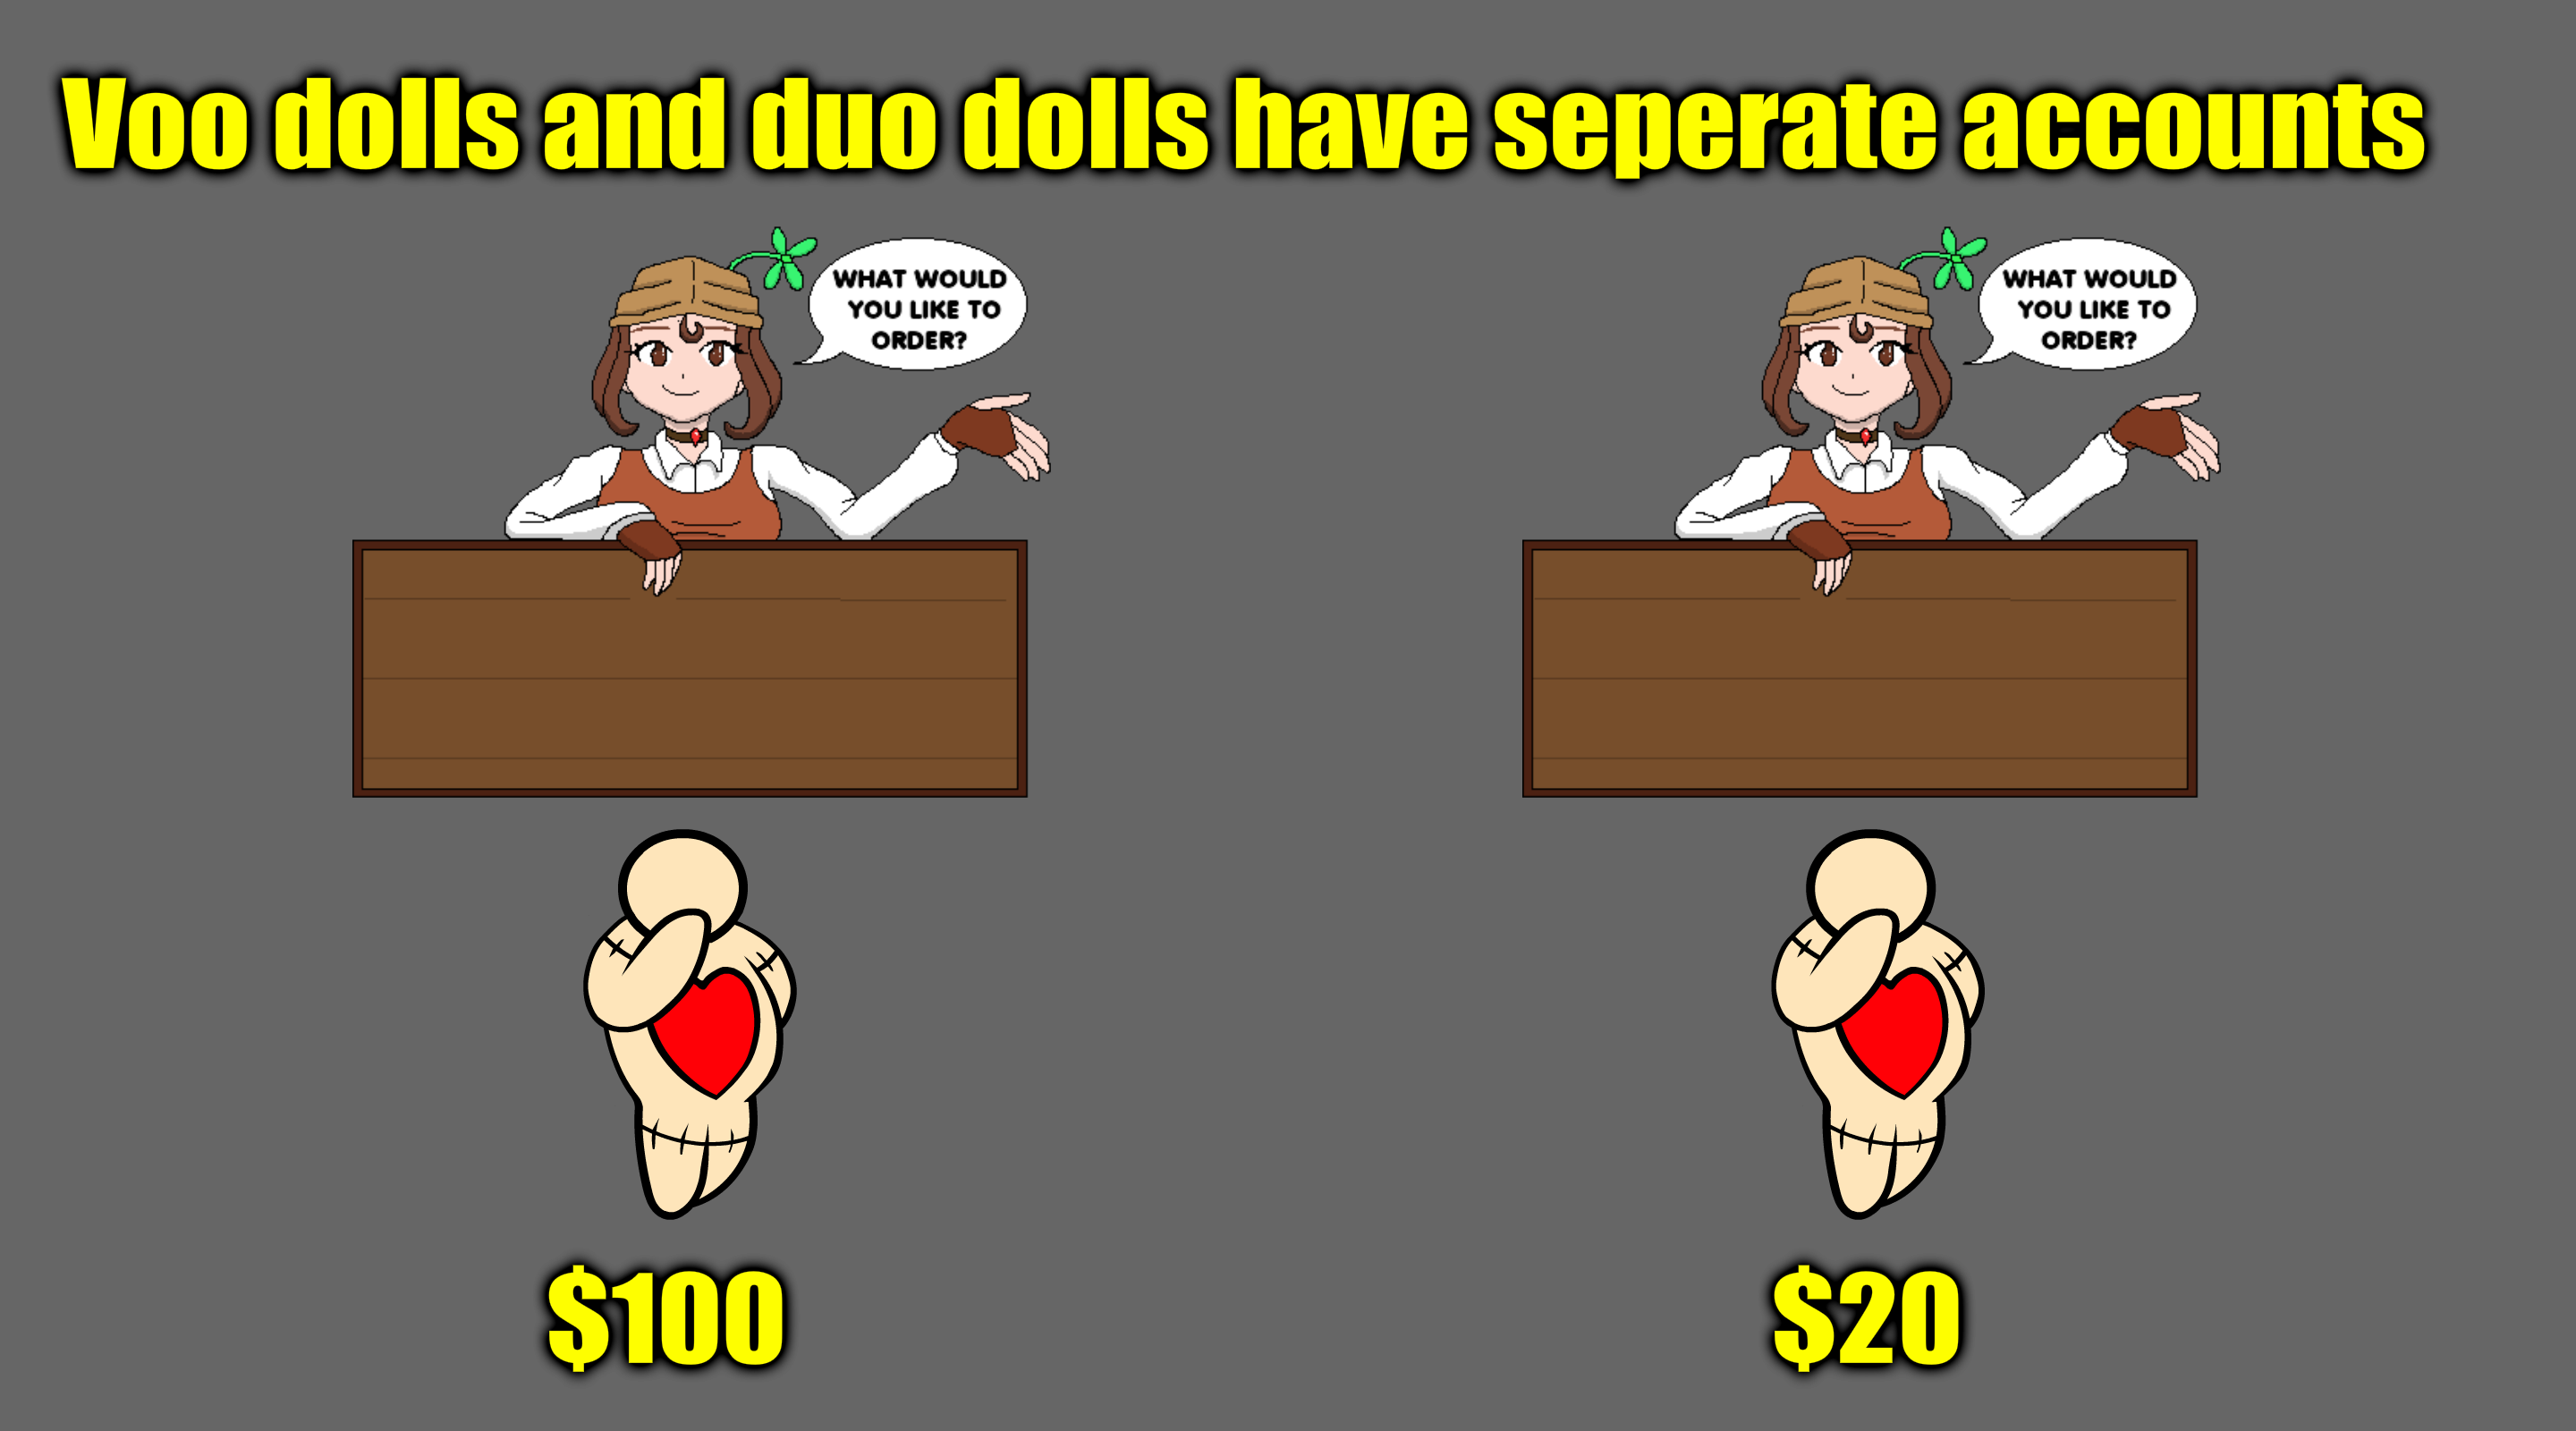 Voo dolls and duo dolls have seperate accounts
WHAT WOULD
YOU LIKE TO
ORDER?
WHAT WOULD
YOU LIKE TO
ORDER?
$100
$20